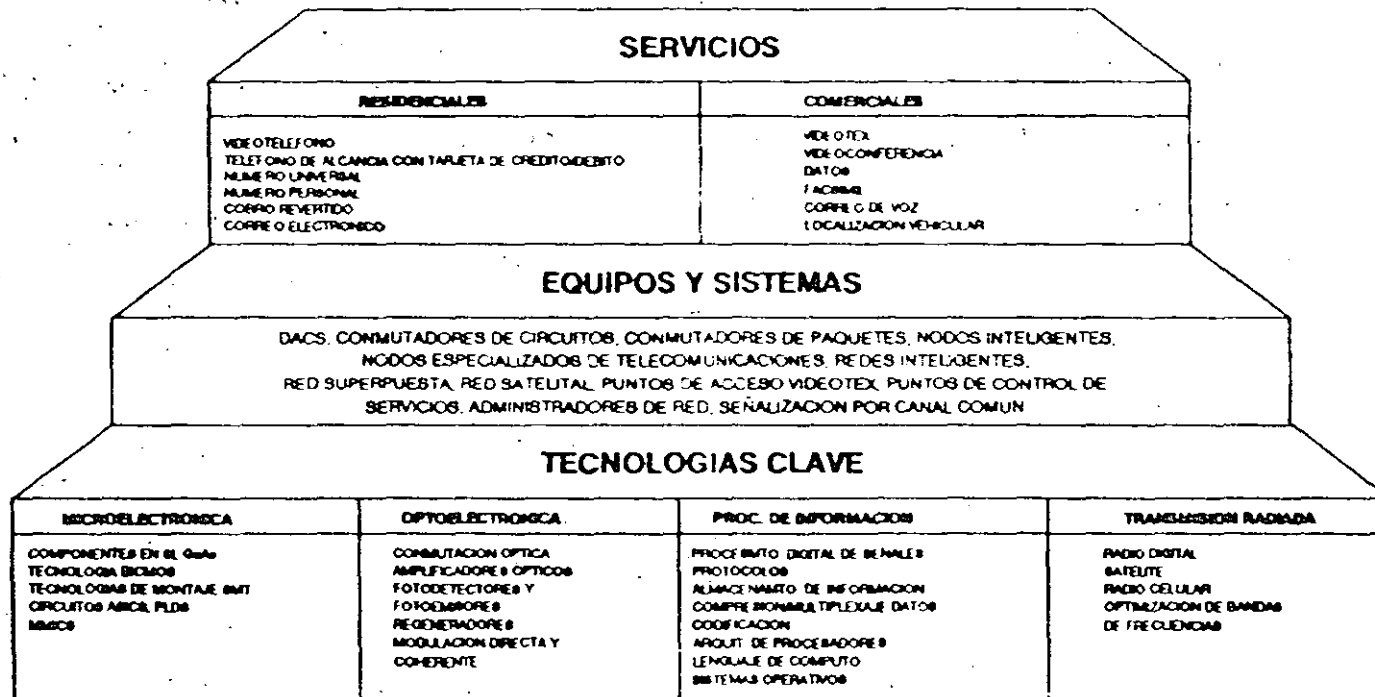 SERVICIOS
RESIDENCIALES
VIDEOTELEFONO
TELEFONO DE ALCANCIA CON TARJETA DE CREDITO/DEBITO
NUMERO UNIVERSAL
NUMERO PERSONAL
COBRO REVERTIDO
CORREO ELECTRONICO
COMERCIALES
VIDEOTEX
VIDEOCONFERENCIA
DATOS
FACSIMIL
CORREO DE VOZ
LOCALIZACION VEHICULAR
EQUIPOS Y SISTEMAS
DACS, CONMUTADORES DE CIRCUITOS, CONMUTADORES DE PAQUETES, NODOS INTELIGENTES,
NODOS ESPECIALIZADOS DE TELECOMUNICACIONES, REDES INTELIGENTES,
RED SUPERPUESTA, RED SATELITAL, PUNTOS DE ACCESO VIDEOTEX, PUNTOS DE CONTROL DE
SERVICIOS, ADMINISTRADORES DE RED, SEÑALIZACION POR CANAL COMUN
TECNOLOGIAS CLAVE
MICROELECTRONICA
COMPONENTES EN SI, GaAs
TECNOLOGIA BICMOS
TECNOLOGIAS DE MONTAJE SMT
CIRCUITOS ASICS, PLDS
MMICS
OPTOELECTRONICA
CONMUTACION OPTICA
AMPLIFICADORES OPTICOS
FOTODETECTORES Y
FOTOEMISORES
REGENERADORES
MODULACION DIRECTA Y
COHERENTE
PROC. DE INFORMACION
PROCESMTO DIGITAL DE SEÑALES
PROTOCOLOS
ALMACENAMTO DE INFORMACION
COMPRESION/MULTIPLEXAJE DATOS
CODIFICACION
ARQUIT. DE PROCESADORES
LENGUAJE DE COMPUTO
SISTEMAS OPERATIVOS
TRANSMISION RADIADA
RADIO DIGITAL
SATELITE
RADIO CELULAR
OPTIMIZACION DE BANDAS
DE FRECUENCIAS